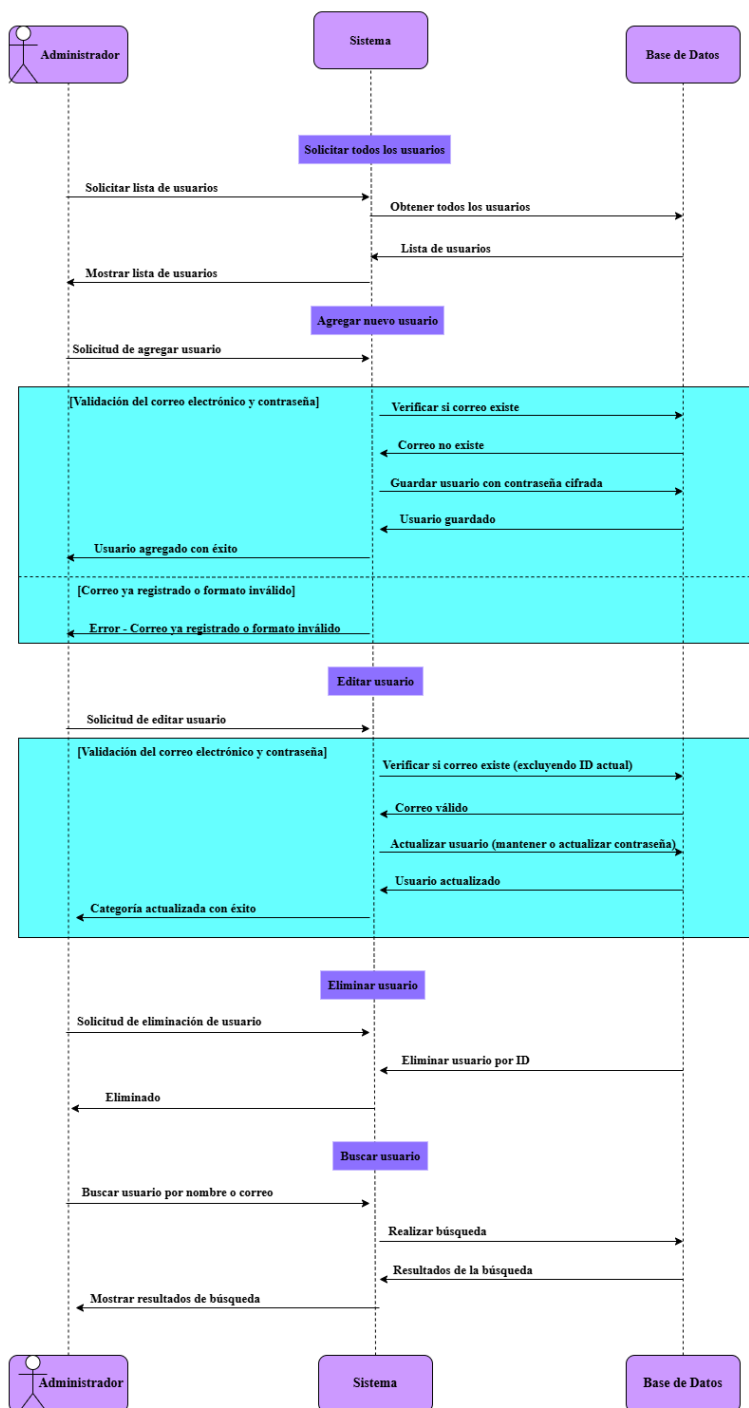 Administrador
Sistema
Base de Datos
Solicitar todos los usuarios
Solicitar lista de usuarios
Obtener todos los usuarios
Lista de usuarios
Mostrar lista de usuarios
Agregar nuevo usuario
Solicitud de agregar usuario
[Validación del correo electrónico y contraseña]
Verificar si correo existe
Correo no existe
Guardar usuario con contraseña cifrada
Usuario guardado
Usuario agregado con éxito
[Correo ya registrado o formato inválido]
Error - Correo ya registrado o formato inválido
Editar usuario
Solicitud de editar usuario
[Validación del correo electrónico y contraseña]
Verificar si correo existe (excluyendo ID actual)
Correo válido
Actualizar usuario (mantener o actualizar contraseña)
Usuario actualizado
Categoría actualizada con éxito
Eliminar usuario
Solicitud de eliminación de usuario
Eliminar usuario por ID
Eliminado
Buscar usuario
Buscar usuario por nombre o correo
Realizar búsqueda
Resultados de la búsqueda
Mostrar resultados de búsqueda
Administrador
Sistema
Base de Datos